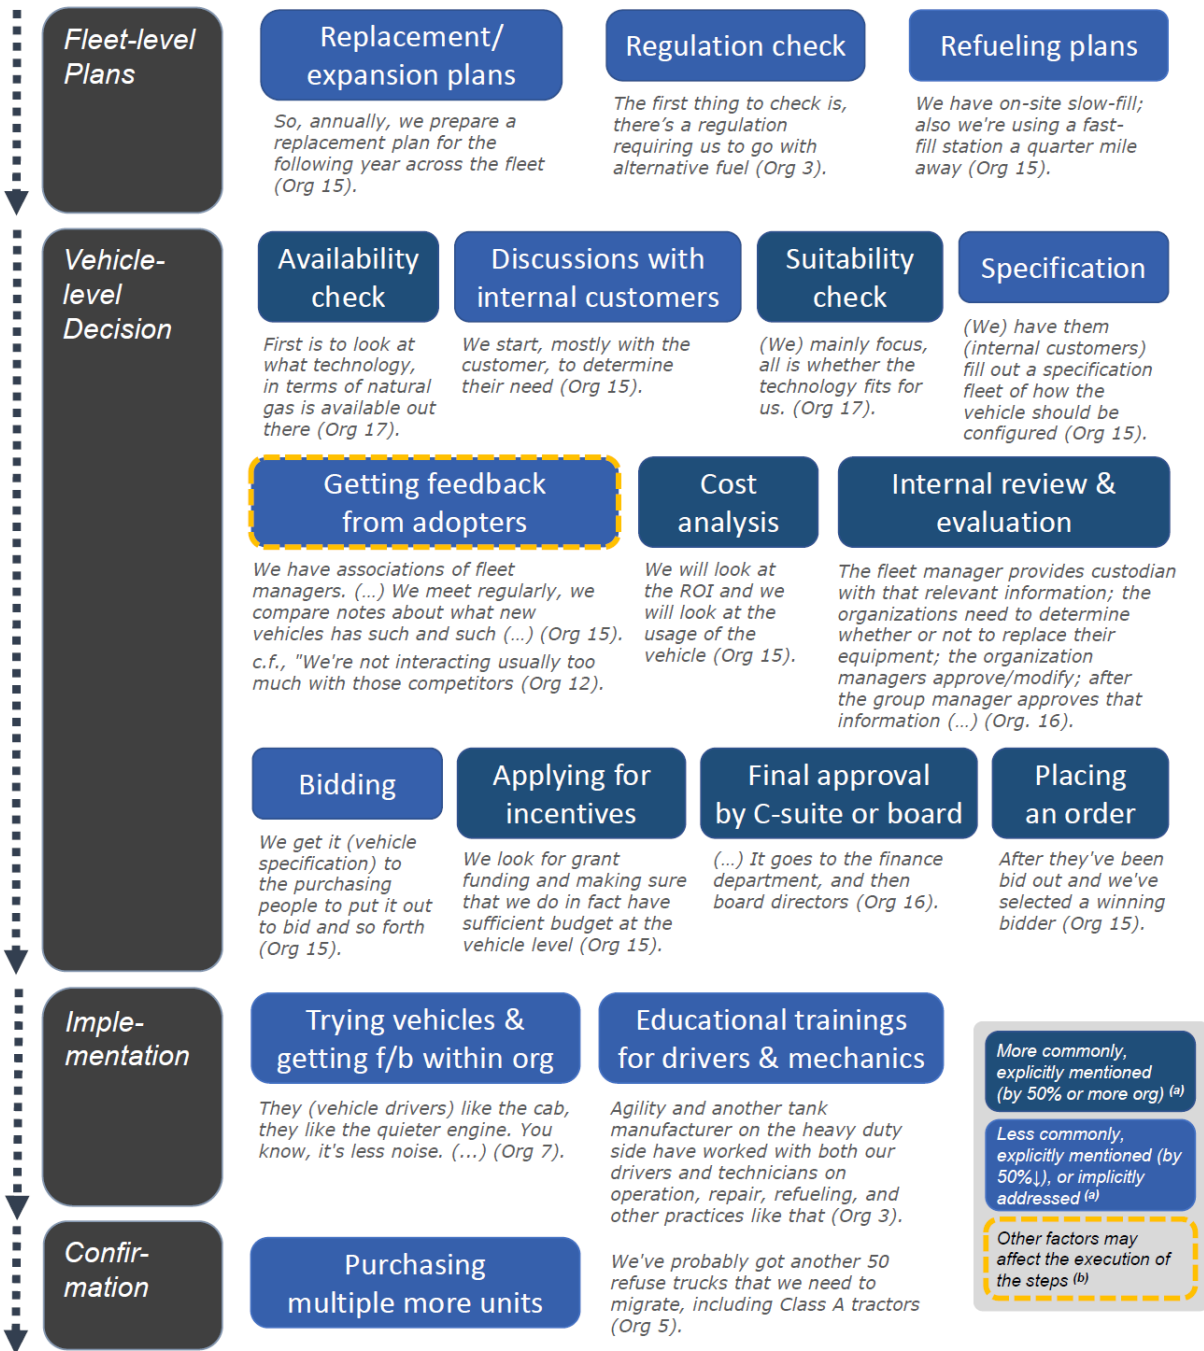 Fleet-level
Plans
Replacement/
expansion plans
So, annually, we prepare a
replacement plan for the
following year across the fleet
(Org 15).
Regulation check
The first thing to check is,
there's a regulation
requiring us to go with
alternative fuel (Org 3).
Refueling plans
We have on-site slow-fill;
also we're using a fast-
fill station a quarter mile
away (Org 15).
Vehicle-
level
Decision
Availability
check
First is to look at
what technology,
in terms of natural
gas is available out
there (Org 17).
Discussions with
internal customers
We start, mostly with the
customer, to determine
their need (Org 15).
Suitability
check
(We) mainly focus,
all is whether the
technology fits for
us. (Org 17).
Specification
(We) have them
(internal customers)
fill out a specification
fleet of how the
vehicle should be
configured (Org 15).
Getting feedback
from adopters
We have associations of fleet
managers. (…) We meet regularly, we
compare notes about what new
vehicles has such and such (…) (Org 15).
c.f., "We're not interacting usually too
much with those competitors (Org 12).
Cost
analysis
We will look at
the ROI and we
will look at the
usage of the
vehicle (Org 15).
Internal review &
evaluation
The fleet manager provides custodian
with that relevant information; the
organizations need to determine
whether or not to replace their
equipment; the organization
managers approve/modify; after
the group manager approves that
information (…) (Org. 16).
Bidding
We get it (vehicle
specification) to
the purchasing
people to put it out
to bid and so forth
(Org 15).
Applying for
incentives
We look for grant
funding and making sure
that we do in fact have
sufficient budget at the
vehicle level (Org 15).
Final approval
by C-suite or board
(…) It goes to the finance
department, and then
board directors (Org 16).
Placing
an order
After they've been
bid out and we've
selected a winning
bidder (Org 15).
Imple-
mentation
Trying vehicles &
getting f/b within org
They (vehicle drivers) like the cab,
they like the quieter engine. You
know, it's less noise. (...) (Org 7).
Educational trainings
for drivers & mechanics
Agility and another tank
manufacturer on the heavy duty
side have worked with both our
drivers and technicians on
operation, repair, refueling, and
other practices like that (Org 3).
Confir-
mation
Purchasing
multiple more units
We've probably got another 50
refuse trucks that we need to
migrate, including Class A tractors
(Org 5).
More commonly,
explicitly mentioned
(by 50% or more org) (a)
Less commonly,
explicitly mentioned (by
50%↓), or implicitly
addressed (a)
Other factors may
affect the execution of
the steps (b)